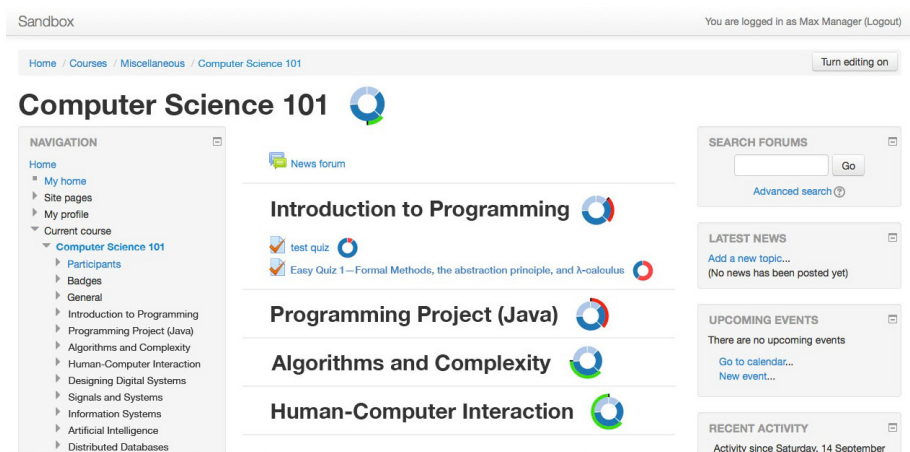 Sandbox
You are logged in as Max Manager (Logout)
Home / Courses / Miscellaneous / Computer Science 101
Turn editing on
Computer Science 101
NAVIGATION
Home
My home
Site pages
My profile
Current course
Computer Science 101
Participants
Badges
General
Introduction to Programming
Programming Project (Java)
Algorithms and Complexity
Human-Computer Interaction
Designing Digital Systems
Signals and Systems
Information Systems
Artificial Intelligence
Distributed Databases
News forum
Introduction to Programming
test quiz
Easy Quiz 1—Formal Methods, the abstraction principle, and λ-calculus
Programming Project (Java)
Algorithms and Complexity
Human-Computer Interaction
SEARCH FORUMS
Go
Advanced search ?
LATEST NEWS
Add a new topic...
(No news has been posted yet)
UPCOMING EVENTS
There are no upcoming events
Go to calendar...
New event...
RECENT ACTIVITY
Activity since Saturday, 14 September